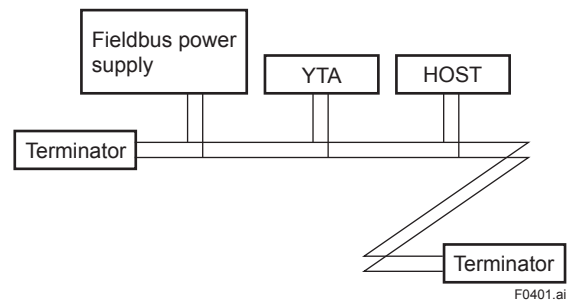 Fieldbus power
supply
YTA
HOST
Terminator
Terminator
F0401.ai